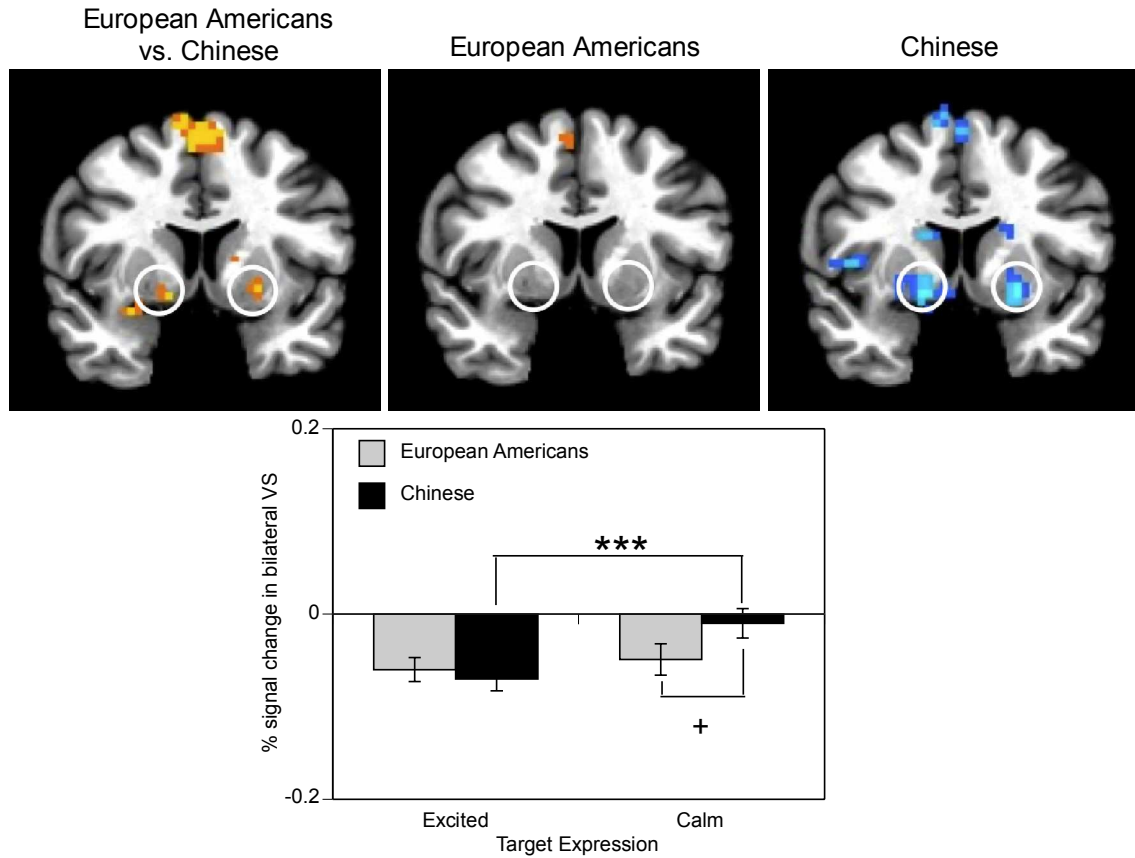 European Americans
vs. Chinese
European Americans
Chinese
0.2
European Americans
Chinese
***
0
+
-0.2
% signal change in bilateral VS
Excited
Calm
Target Expression